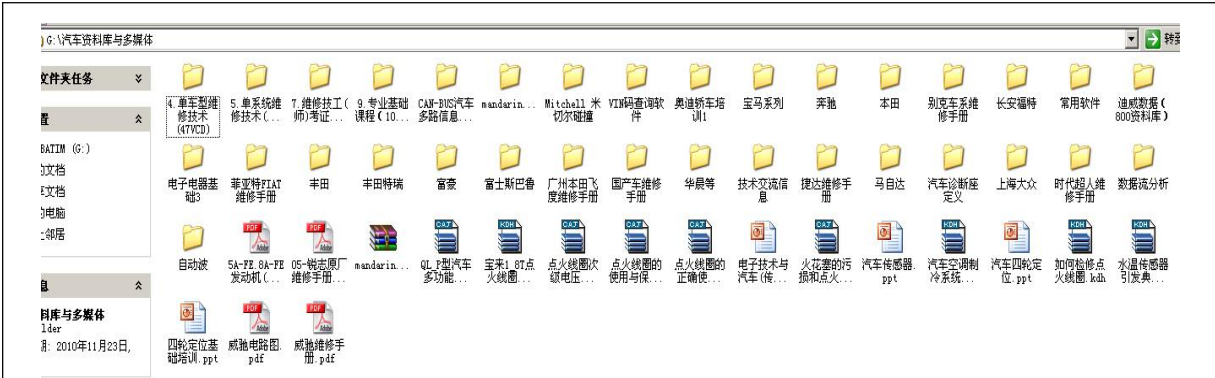 G:\汽车资料库与多媒体
转到
文件夹任务
4.单车型维 5.单系统维 7.维修技工( 9.专业基础 CAN-BUS汽车 mandarin... Mitchell 米 VIN码查询软 奥迪轿车培 宝马系列 奔驰 本田 别克车系维 长安福特 常用软件 迪威数据(
修技术 修技术(... 师)考证... 课程(10... 多路信息... 切尔碰撞 件 训1 修手册 800资料库)
(47VCD)
置
BATIM (G:)
的文档
享文档
的电脑
上邻居
电子电器基 菲亚特FIAT 丰田 丰田特瑞 富豪 富士斯巴鲁 广州本田飞 国产车维修 华晨等 技术交流信 捷达维修手 马自达 汽车诊断座 上海大众 时代超人维 数据流分析
础3 维修手册 度维修手册 手册 息 册 定义 修手册
自动波 5A-FE.8A-FE 05-锐志原厂 mandarin... QL_P型汽车 宝来1 8T点 点火线圈次 点火线圈的 点火线圈的 电子技术与 火花塞的污 汽车传感器. 汽车空调制 汽车四轮定 如何检修点 水温传感器
发动机(... 维修手册... 多功能... 火线圈... 级电压... 使用与保... 正确使... 汽车(传... 损和点火... ppt 冷系统... 位.ppt 火线圈.kdh 引发典...
息
料库与多媒体
lder
期: 2010年11月23日,
四轮定位基 威驰电路图. 威驰维修手
础培训.ppt pdf 册.pdf